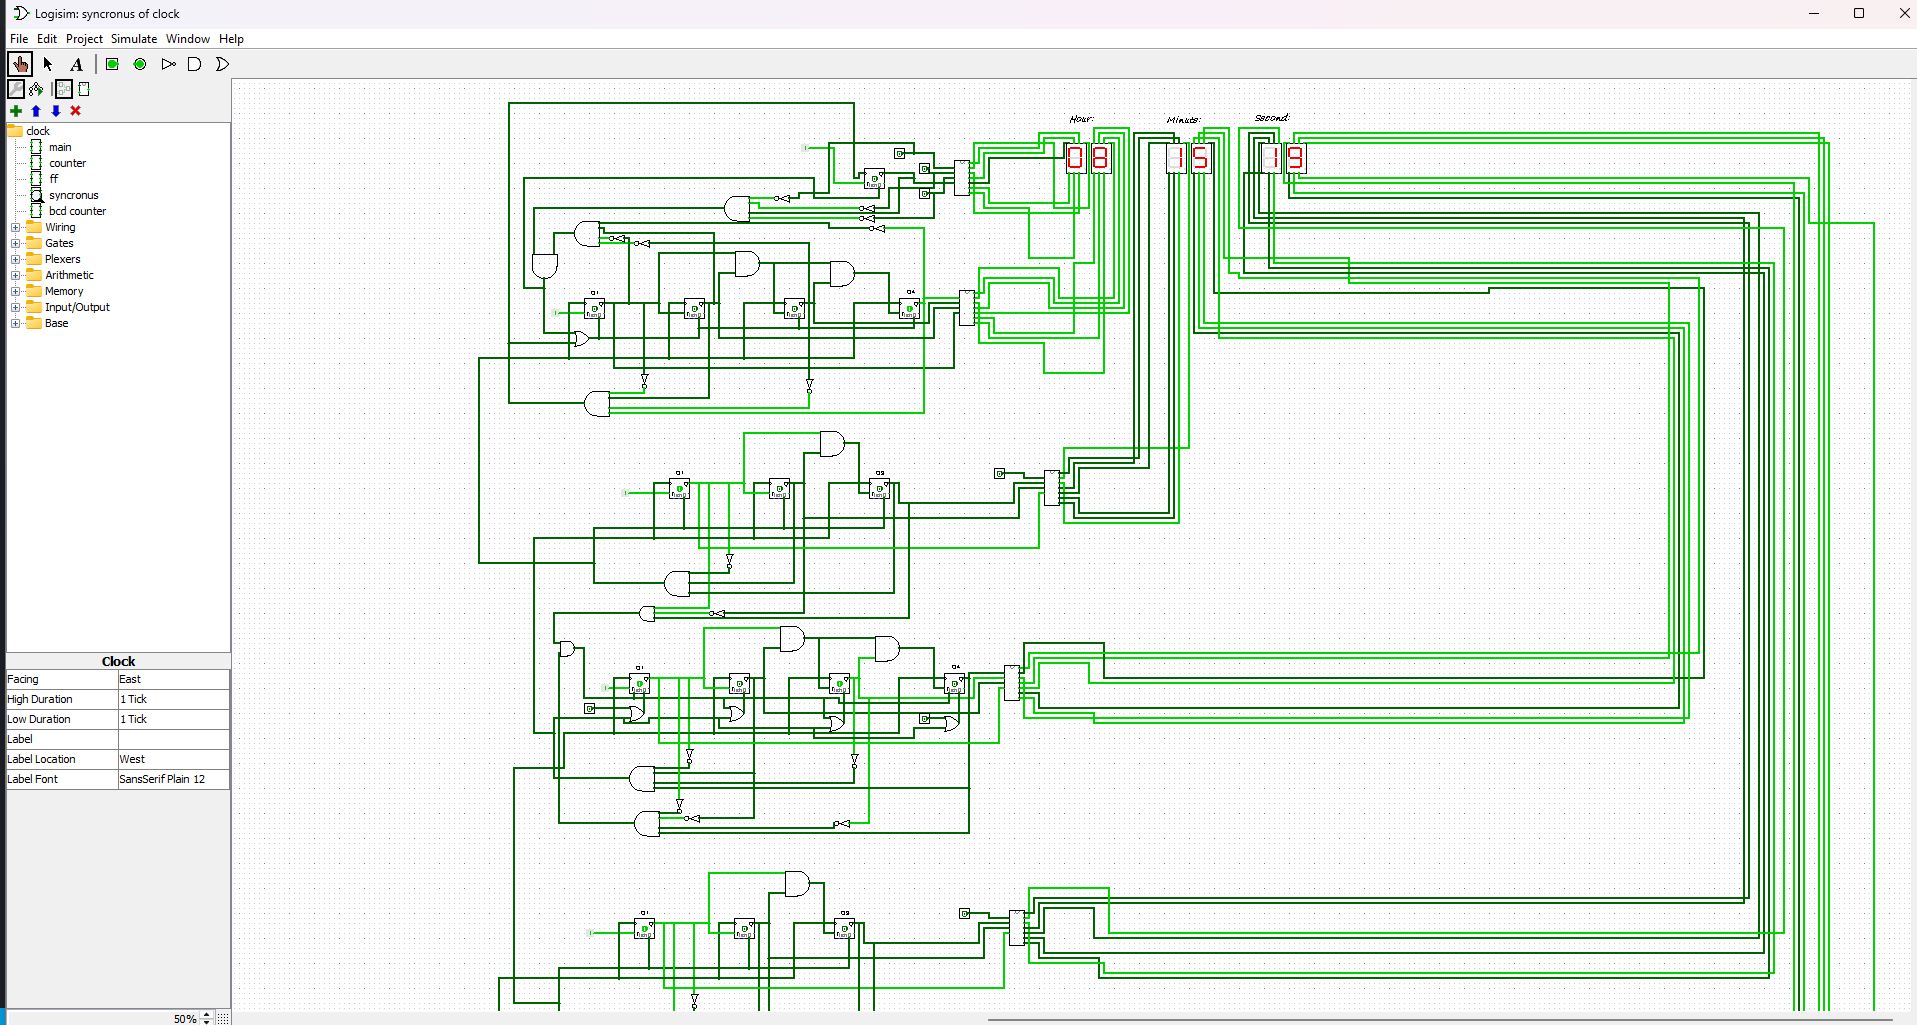 Logisim: syncronus of clock
File Edit Project Simulate Window Help
A
clock
main
counter
ff
syncronus
bcd counter
Wiring
Gates
Plexers
Arithmetic
Memory
Input/Output
Base
Clock
Facing East
High Duration 1 Tick
Low Duration 1 Tick
Label
Label Location West
Label Font SansSerif Plain 12
50%
Hour: Minute: Second:
08 15 19